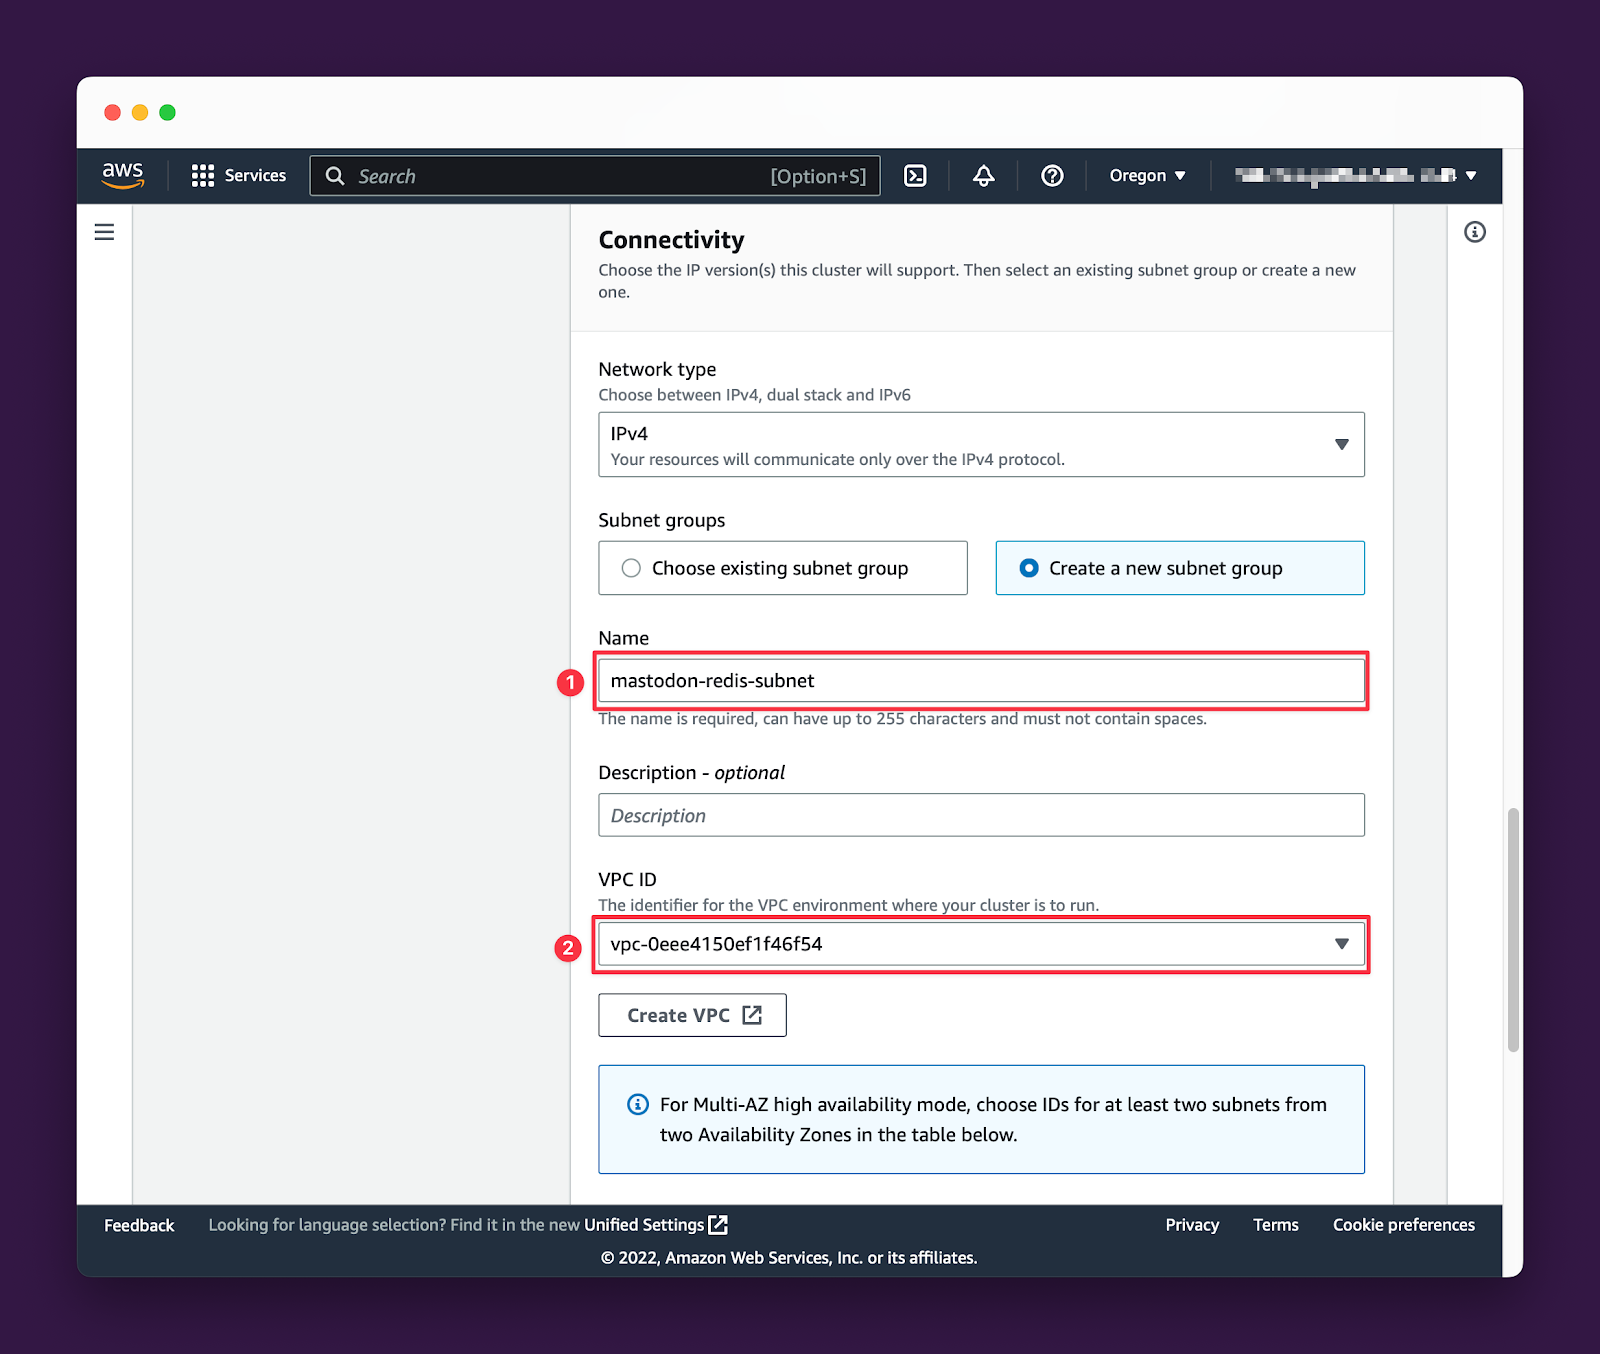 aws
Services
Search
[Option+S]
Oregon
Connectivity
Choose the IP version(s) this cluster will support. Then select an existing subnet group or create a new
one.
Network type
Choose between IPv4, dual stack and IPv6
IPv4
Your resources will communicate only over the IPv4 protocol.
Subnet groups
Choose existing subnet group
Create a new subnet group
Name
1
mastodon-redis-subnet
The name is required, can have up to 255 characters and must not contain spaces.
Description - optional
Description
VPC ID
The identifier for the VPC environment where your cluster is to run.
2
vpc-0eee4150ef1f46f54
Create VPC
For Multi-AZ high availability mode, choose IDs for at least two subnets from
two Availability Zones in the table below.
Feedback
Looking for language selection? Find it in the new Unified Settings
Privacy
Terms
Cookie preferences
© 2022, Amazon Web Services, Inc. or its affiliates.